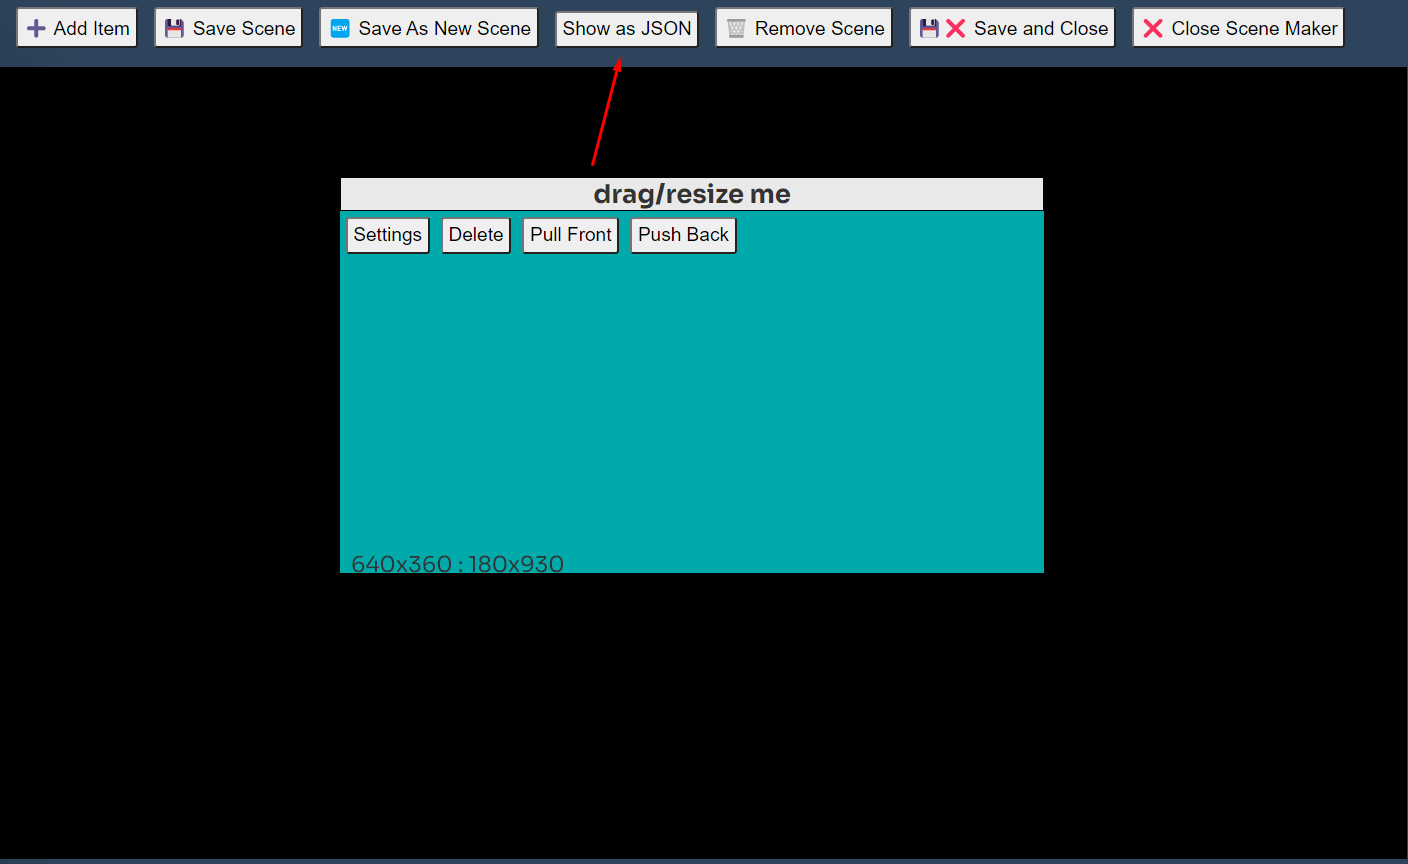 Add Item
Save Scene
NEW Save As New Scene
Show as JSON
Remove Scene
Save and Close
Close Scene Maker
drag/resize me
Settings
Delete
Pull Front
Push Back
640x360 : 180x930